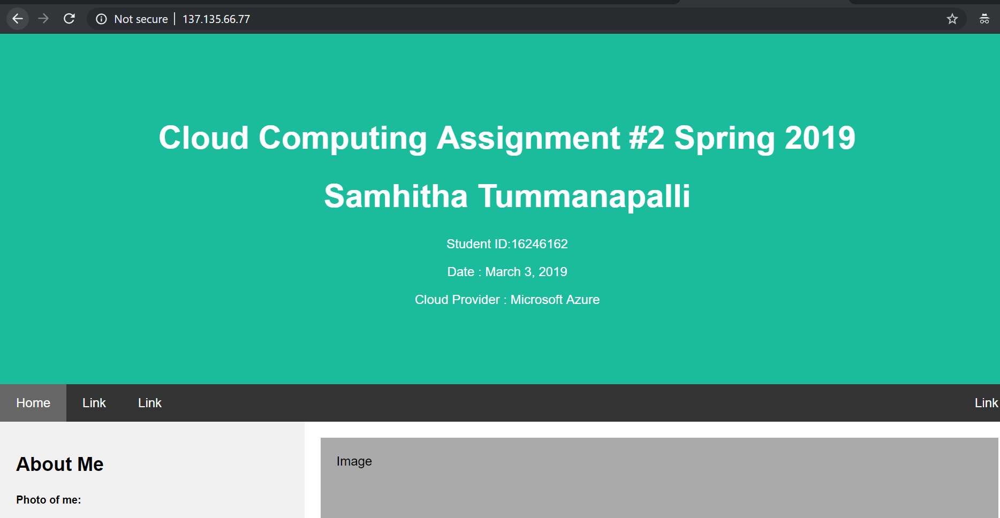 Not secure | 137.135.66.77
Cloud Computing Assignment #2 Spring 2019
Samhitha Tummanapalli
Student ID:16246162
Date : March 3, 2019
Cloud Provider : Microsoft Azure
Home Link Link Link
About Me
Image
Photo of me: